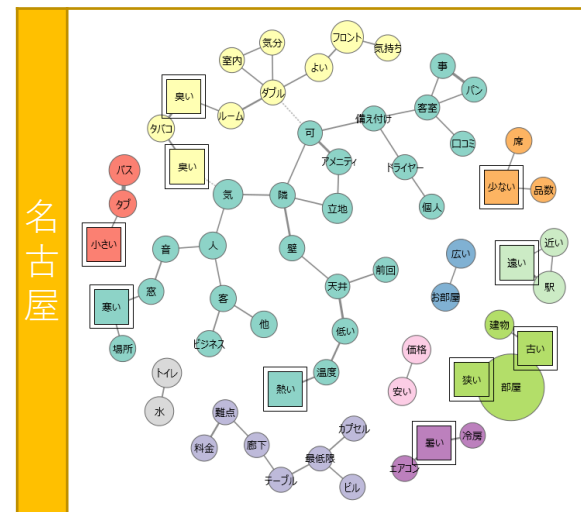 名古屋
フロント
気分
気持ち
室内
よい
事
臭い
ダブル
パン
ルーム
備え付け
客室
タバコ
可
席
口コミ
アメニティ
バス
臭い
ドライヤー
少ない
品数
気
隣
タブ
立地
個人
小さい
音
人
壁
広い
遠い
近い
前回
寒い
窓
天井
お部屋
駅
客
他
低い
建物
場所
ビジネス
価格
古い
トイレ
温度
狭い
部屋
熱い
安い
水
難点
カプセル
料金
廊下
最低限
暑い
冷房
エアコン
テーブル
ビル